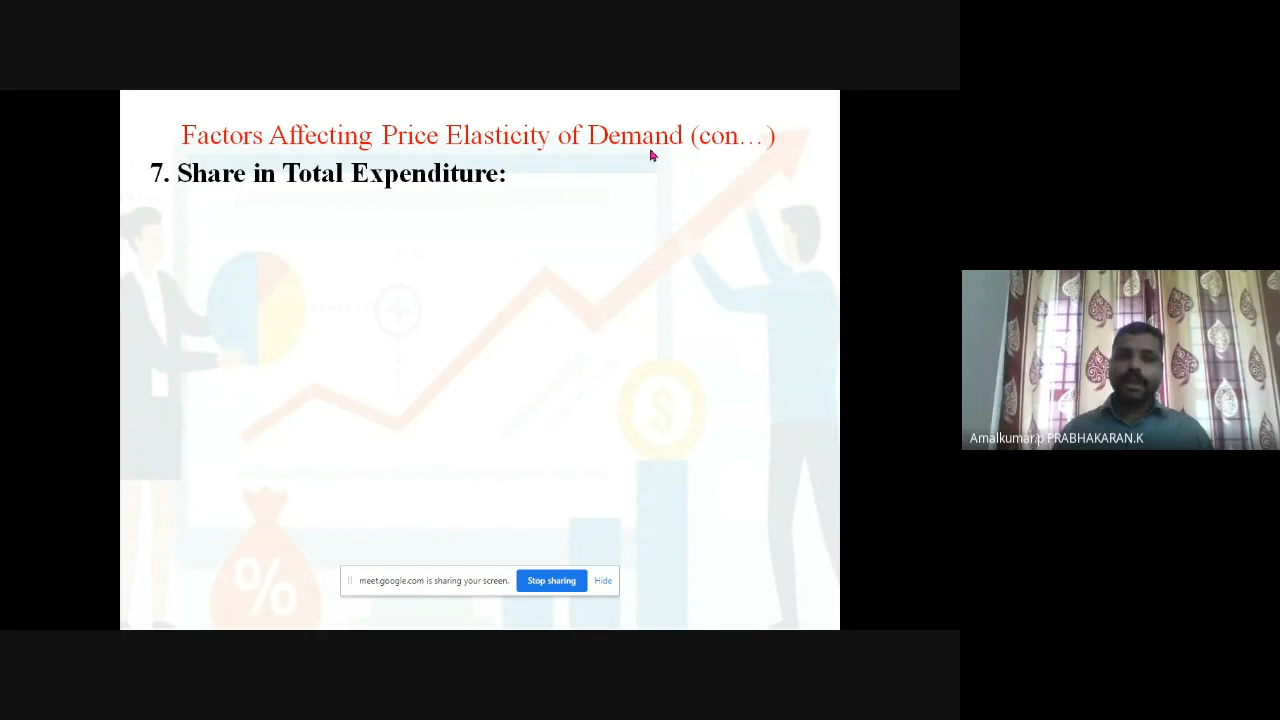 Factors Affecting Price Elasticity of Demand (con…)
7. Share in Total Expenditure:
$
%
meet.google.com is sharing your screen. Stop sharing Hide
Amalkumar.p PRABHAKARAN.K